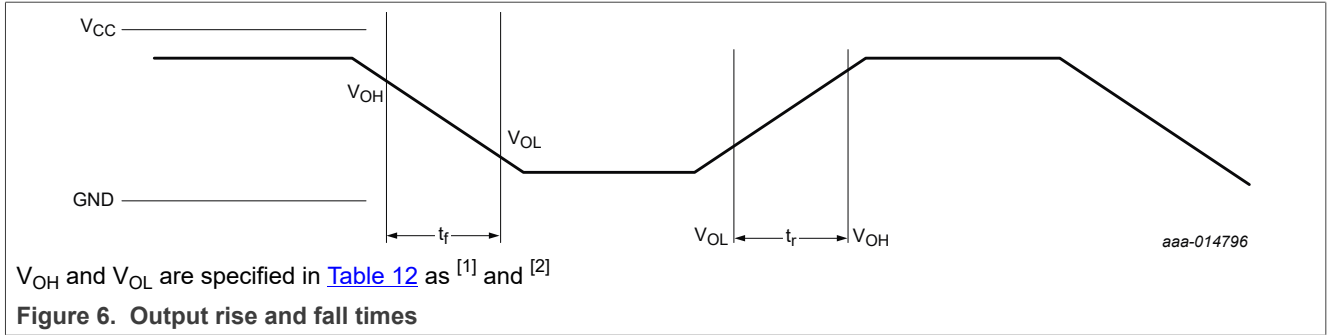 VCC
VOH
VOL
GND
tf
VOL
tr
VOH
aaa-014796
VOH and VOL are specified in Table 12 as [1] and [2]
Figure 6. Output rise and fall times